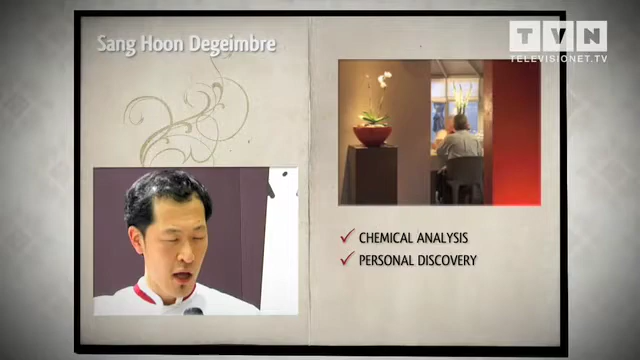 Sang Hoon Degeimbre
TVN
TELEVISIONET.TV
CHEMICAL ANALYSIS
PERSONAL DISCOVERY